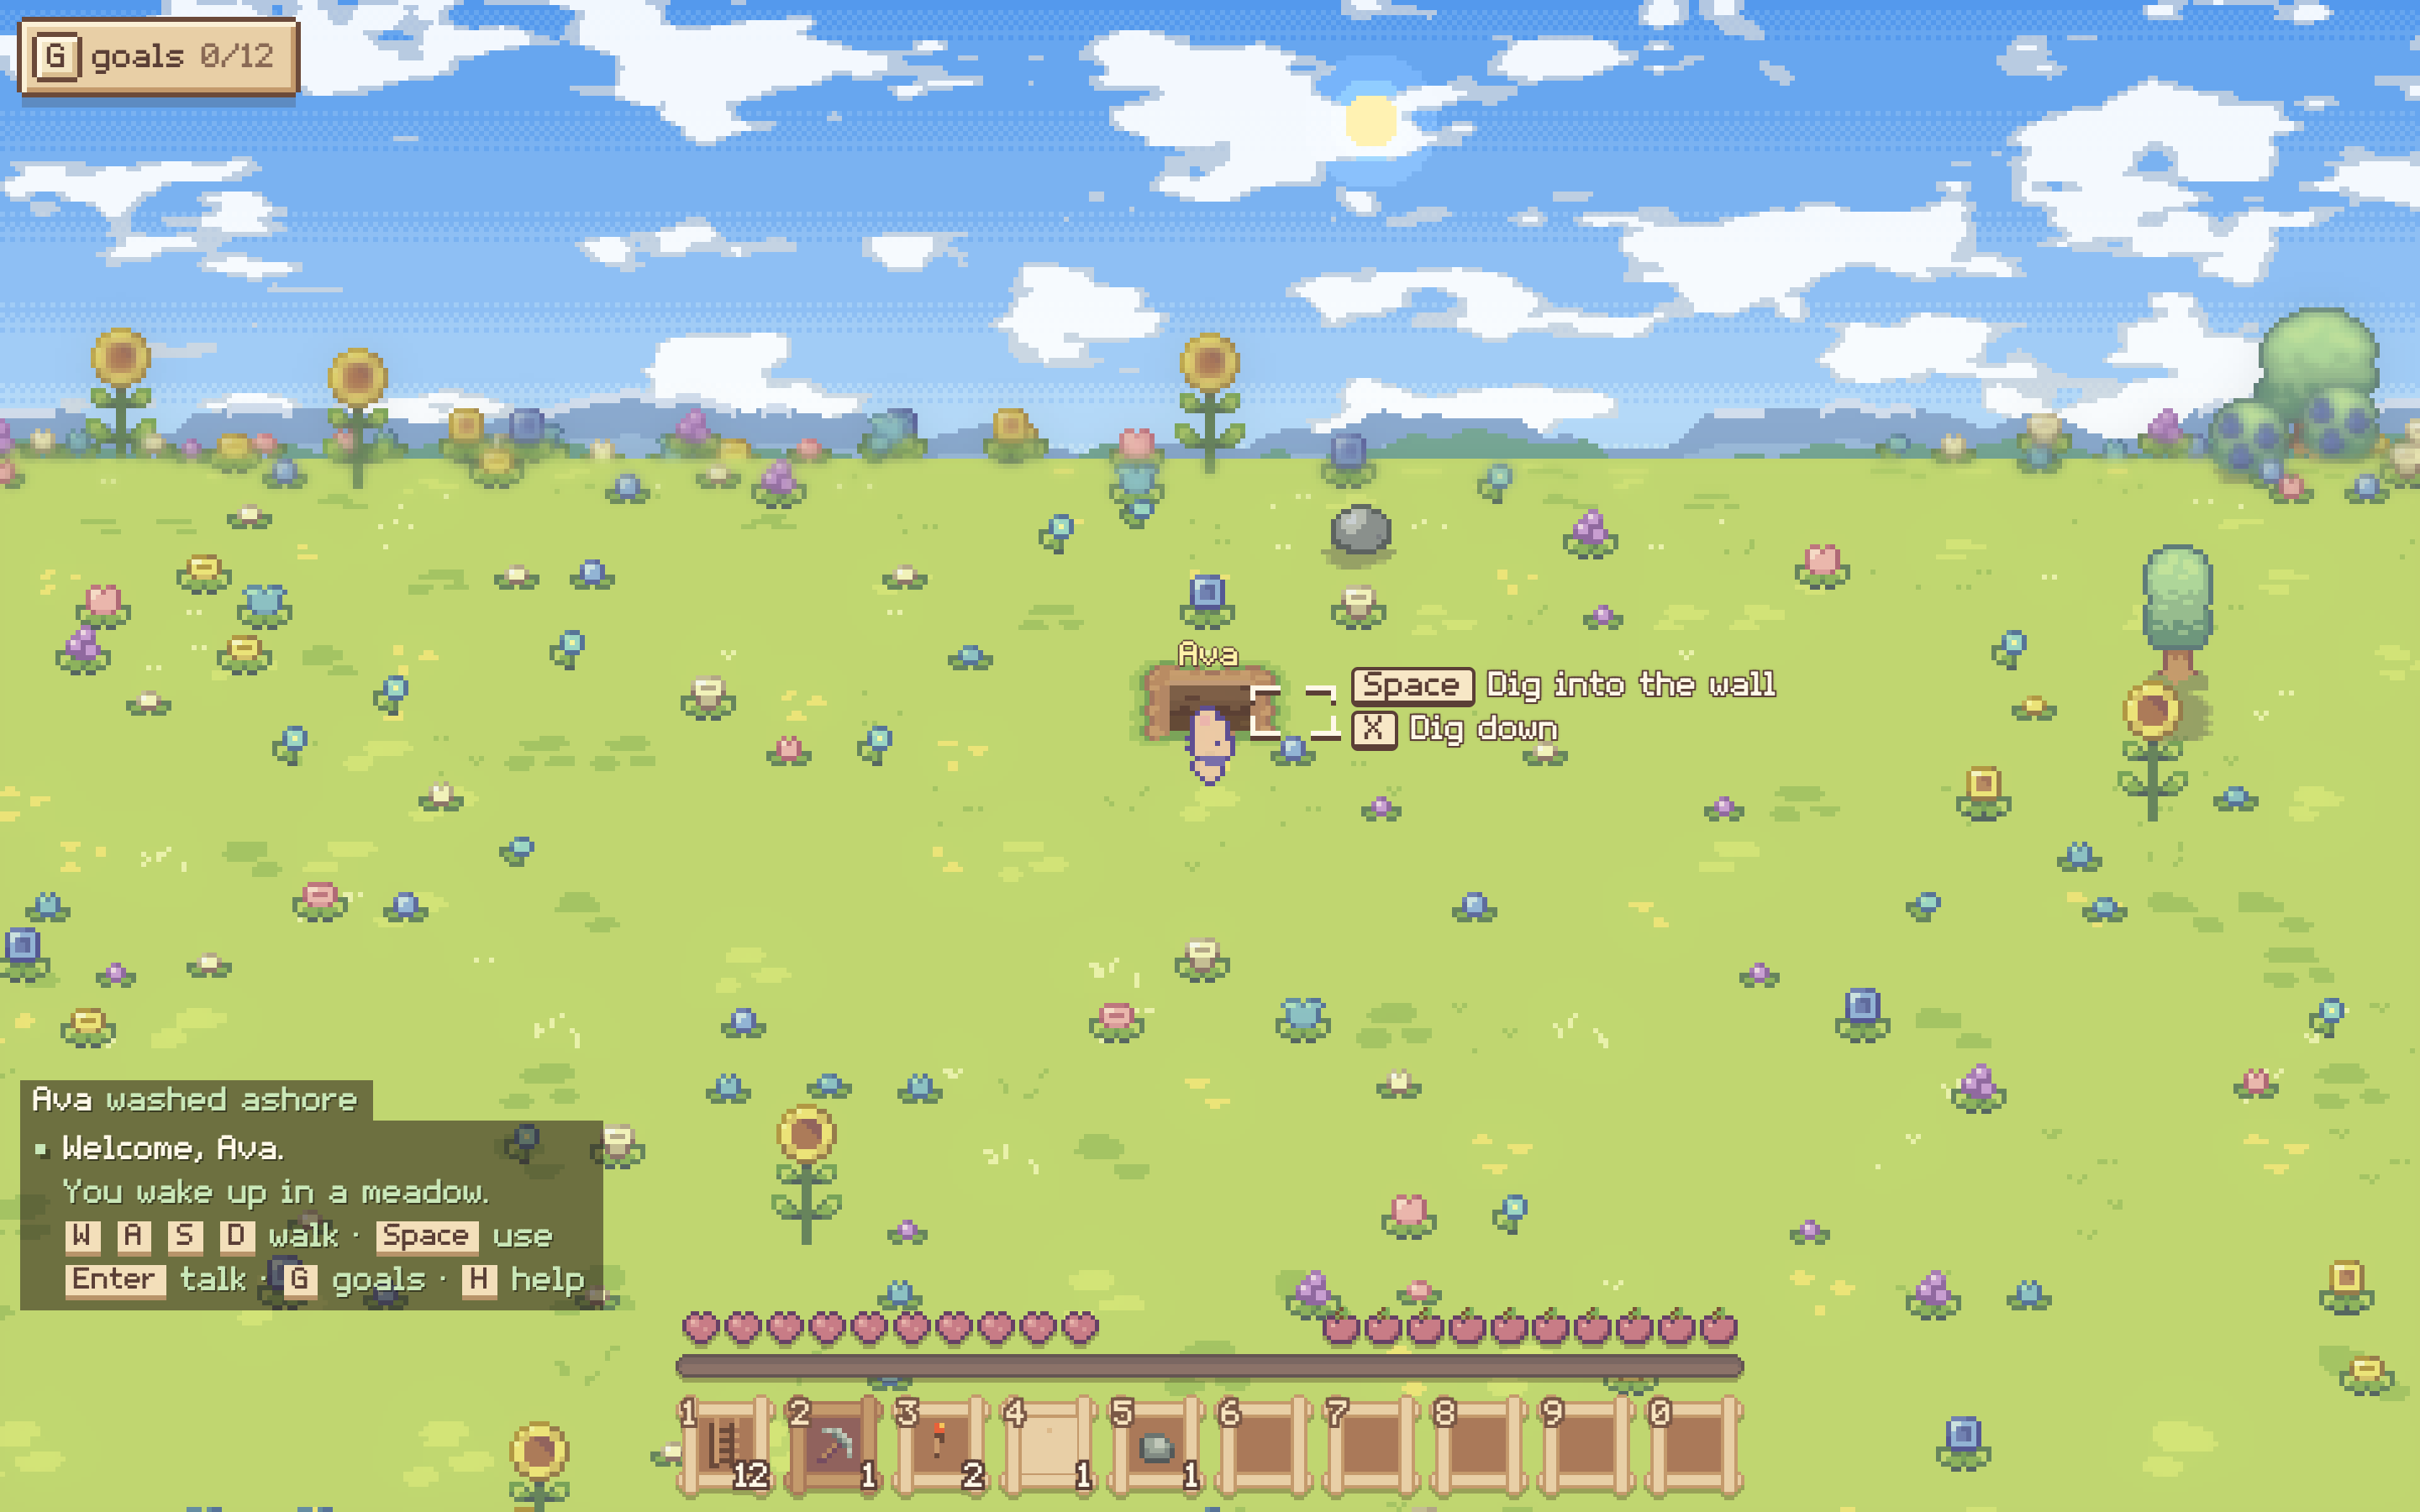 G goals 0/12
Ava
Space Dig into the wall
X Dig down
Ava washed ashore
Welcome, Ava.
You wake up in a meadow.
W A S D walk · Space use
Enter talk · G goals · H help
1 2 3 4 5 6 7 8 9 0
12 1 2 1 1